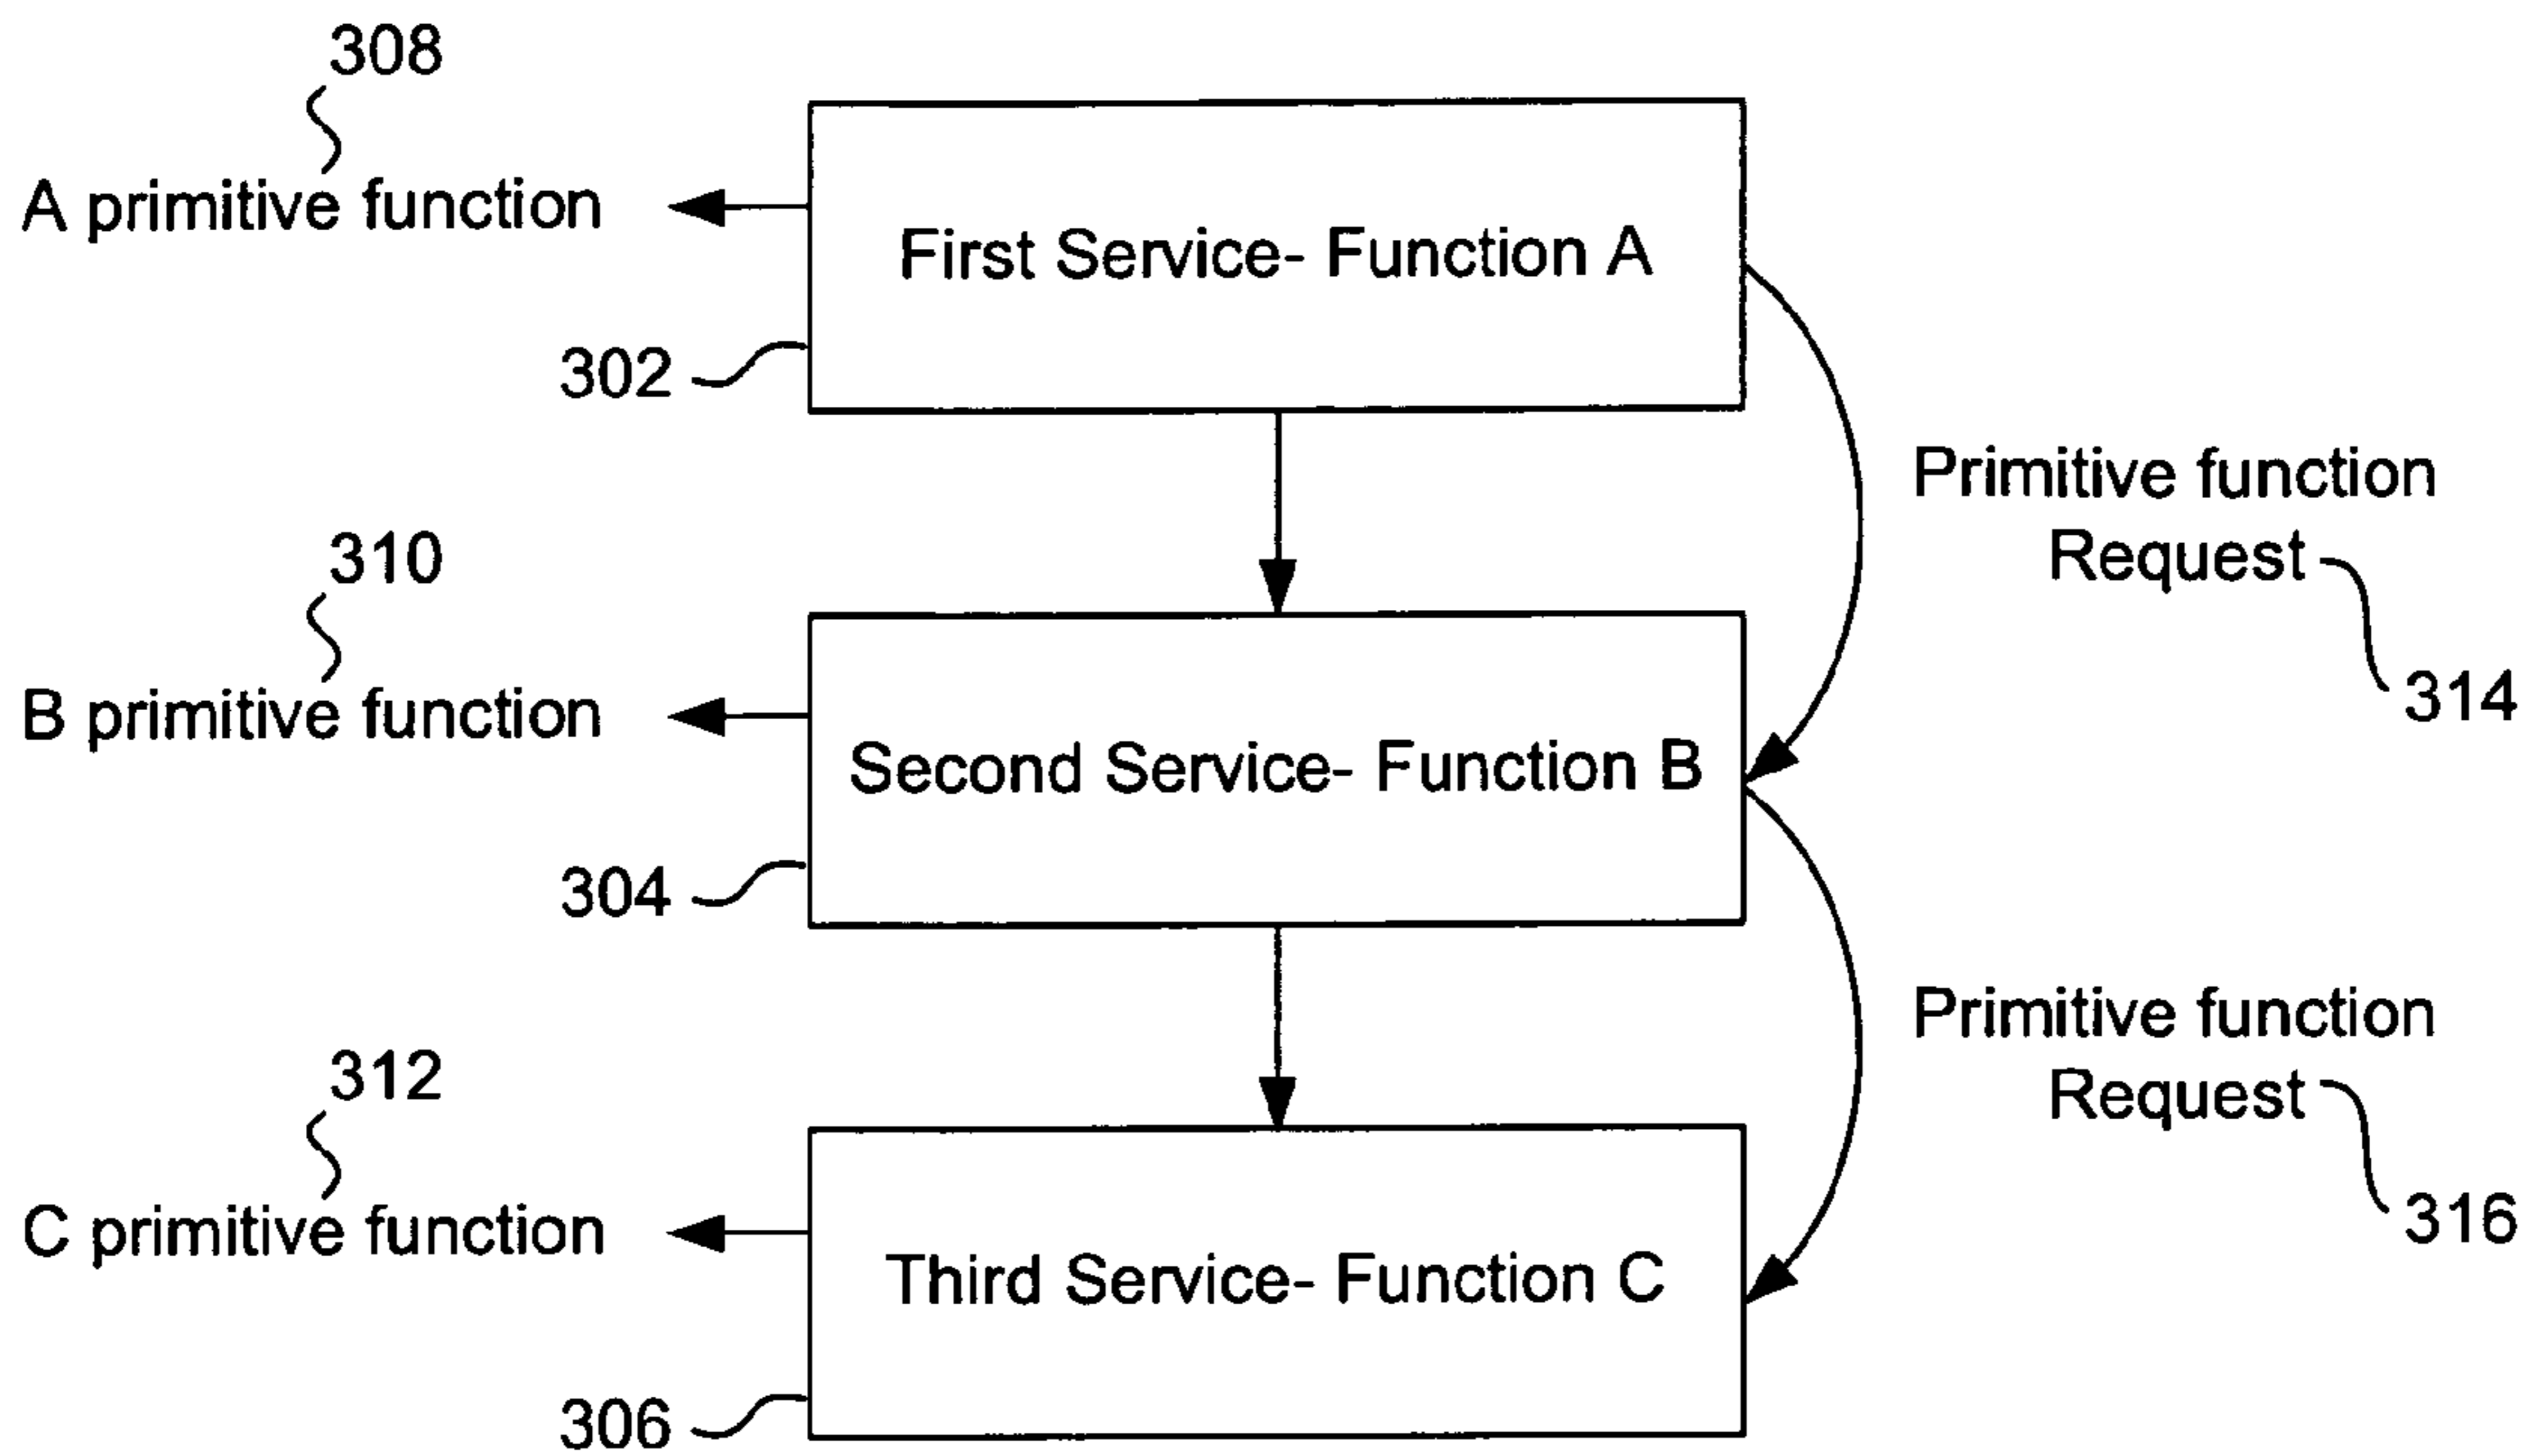 308
A primitive function
First Service- Function A
302
Primitive function
Request
314
310
B primitive function
Second Service- Function B
304
Primitive function
Request
316
312
C primitive function
Third Service- Function C
306